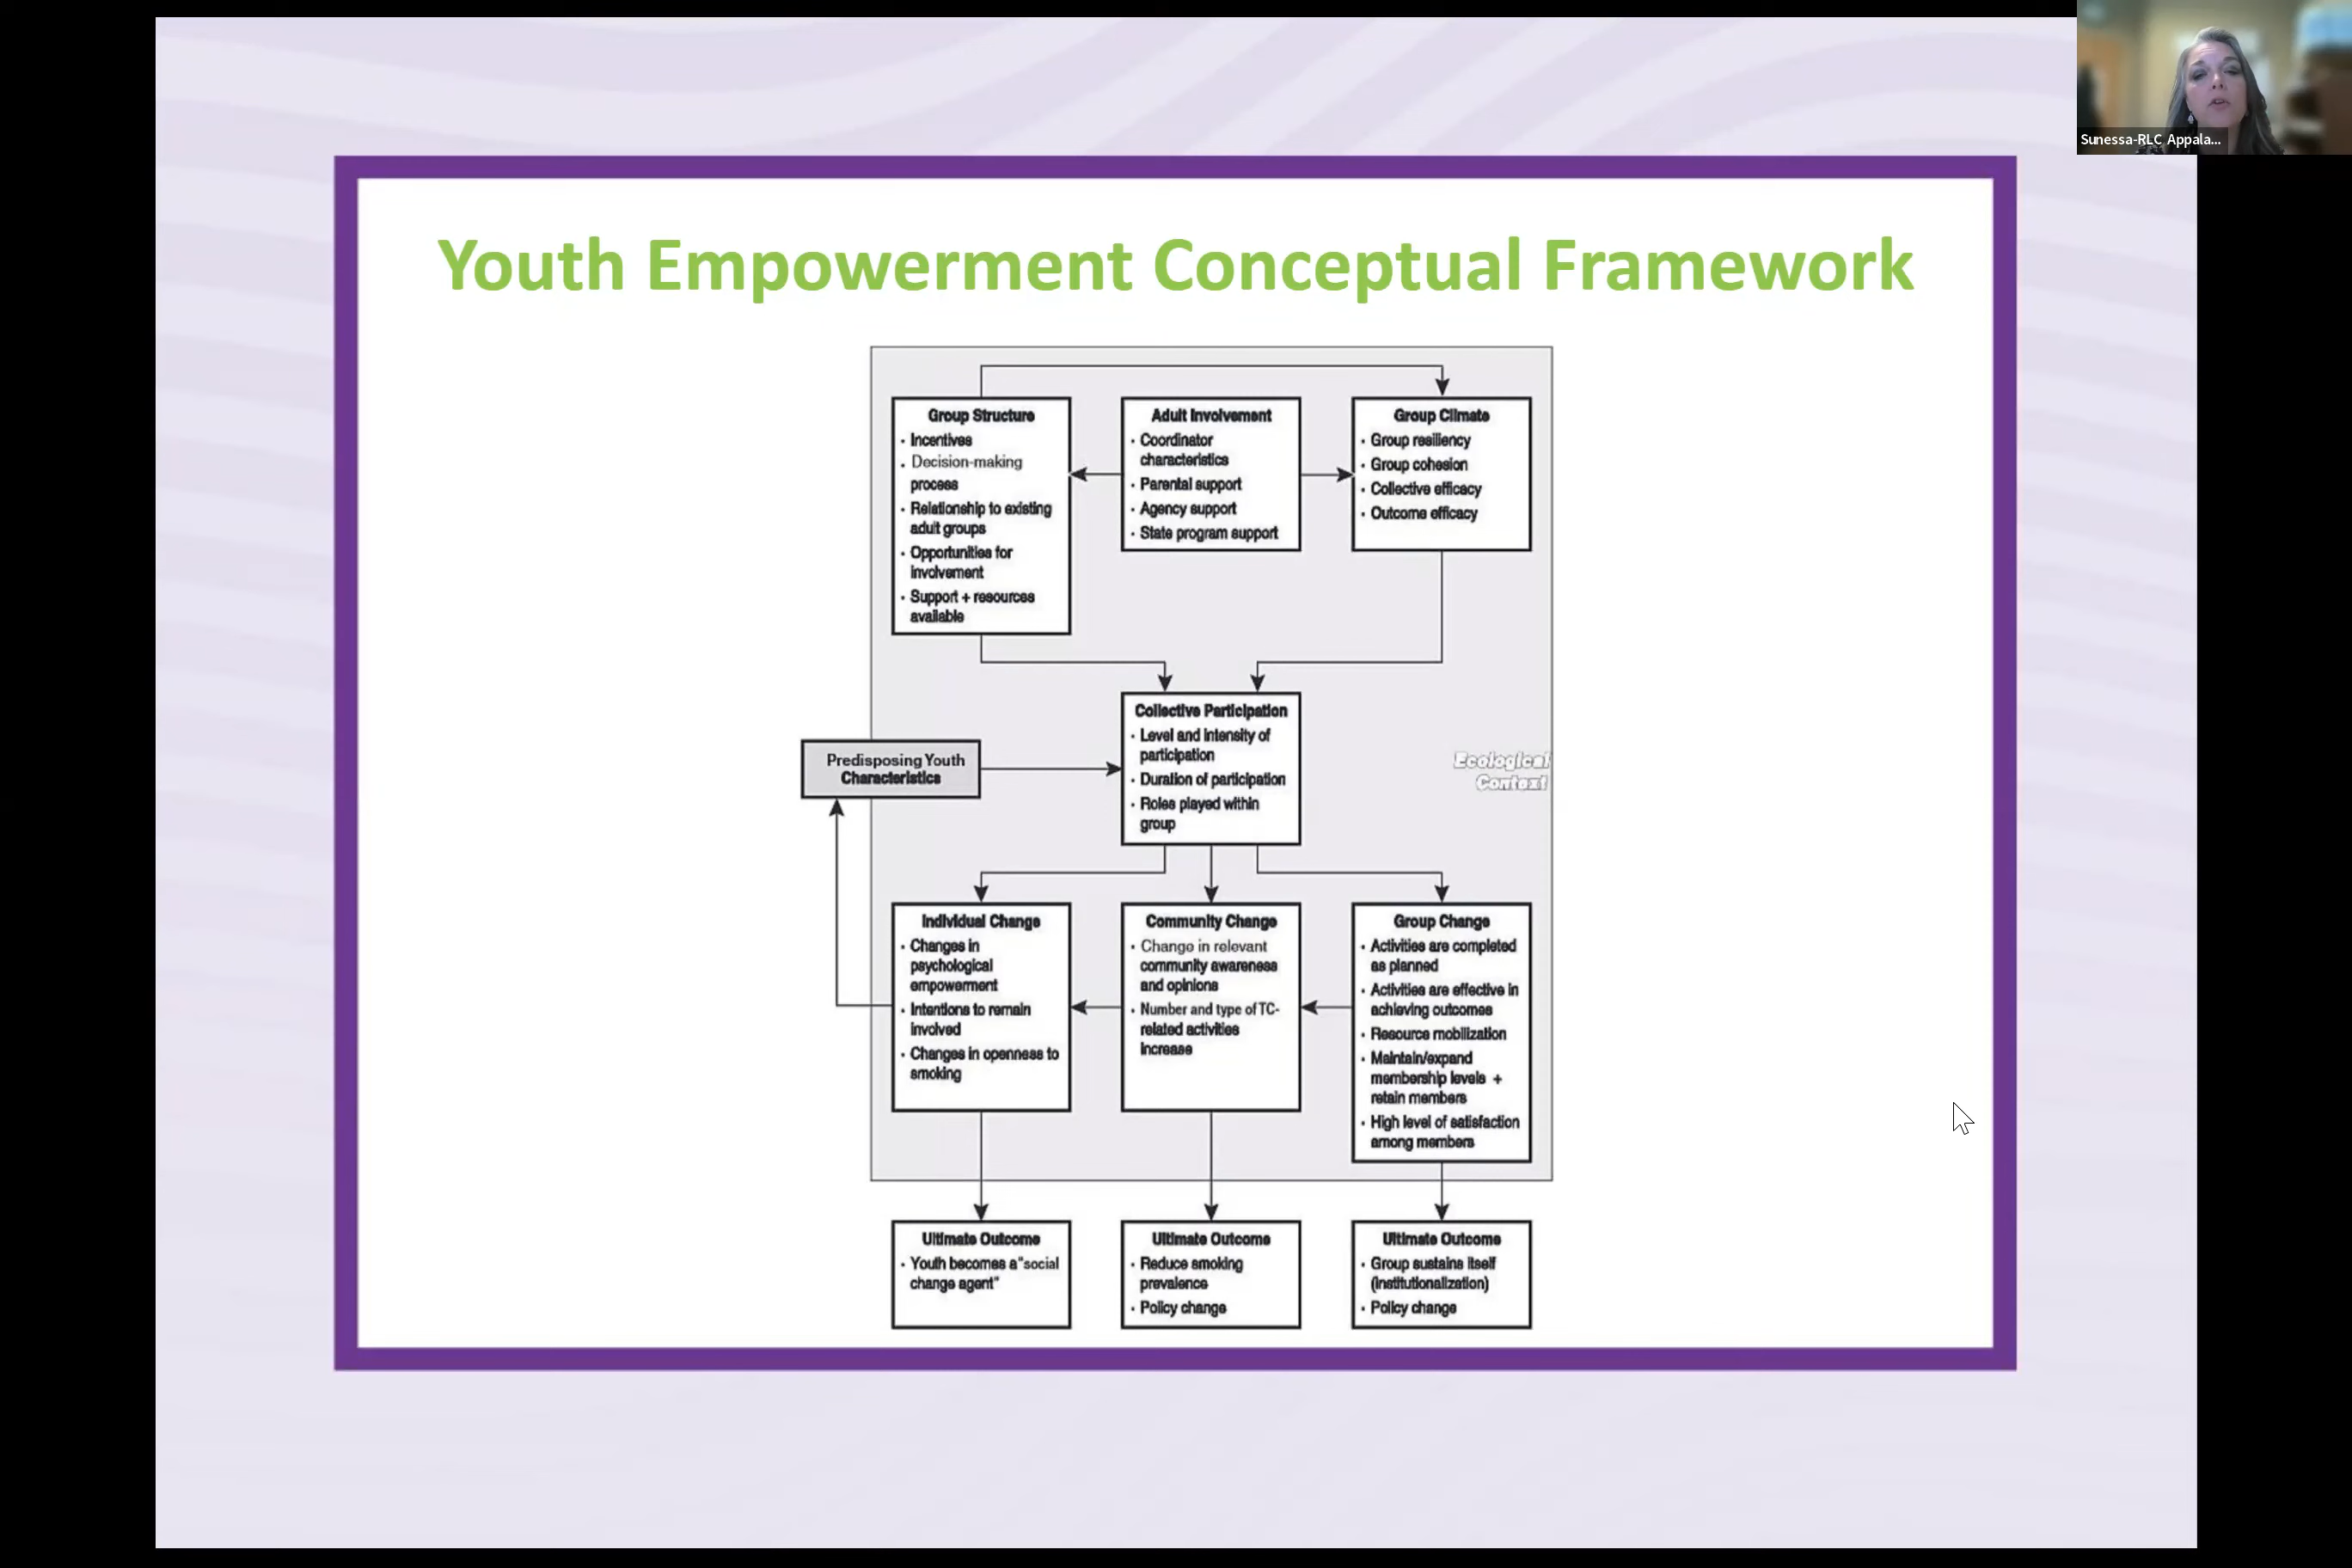 Sunessa-RLC Appala...
Youth Empowerment Conceptual Framework
Group Structure
· Incentives
· Decision-making
process
· Relationship to existing
adult groups
· Opportunities for
involvement
· Support + resources
available
Adult Involvement
· Coordinator
characteristics
· Parental support
· Agency support
· State program support
Group Climate
· Group resiliency
· Group cohesion
· Collective efficacy
· Outcome efficacy
Collective Participation
· Level and intensity of
participation
· Duration of participation
· Roles played within
group
Predisposing Youth
Characteristics
Ecological
Context
Individual Change
· Changes in
psychological
empowerment
· Intentions to remain
involved
· Changes in openness to
smoking
Community Change
· Change in relevant
community awareness
and opinions
· Number and type of TC-
related activities
increase
Group Change
· Activities are completed
as planned
· Activities are effective in
achieving outcomes
· Resource mobilization
· Maintain/expand
membership levels +
retain members
· High level of satisfaction
among members
Ultimate Outcome
· Youth becomes a "social
change agent"
Ultimate Outcome
· Reduce smoking
prevalence
· Policy change
Ultimate Outcome
· Group sustains itself
(institutionalization)
· Policy change